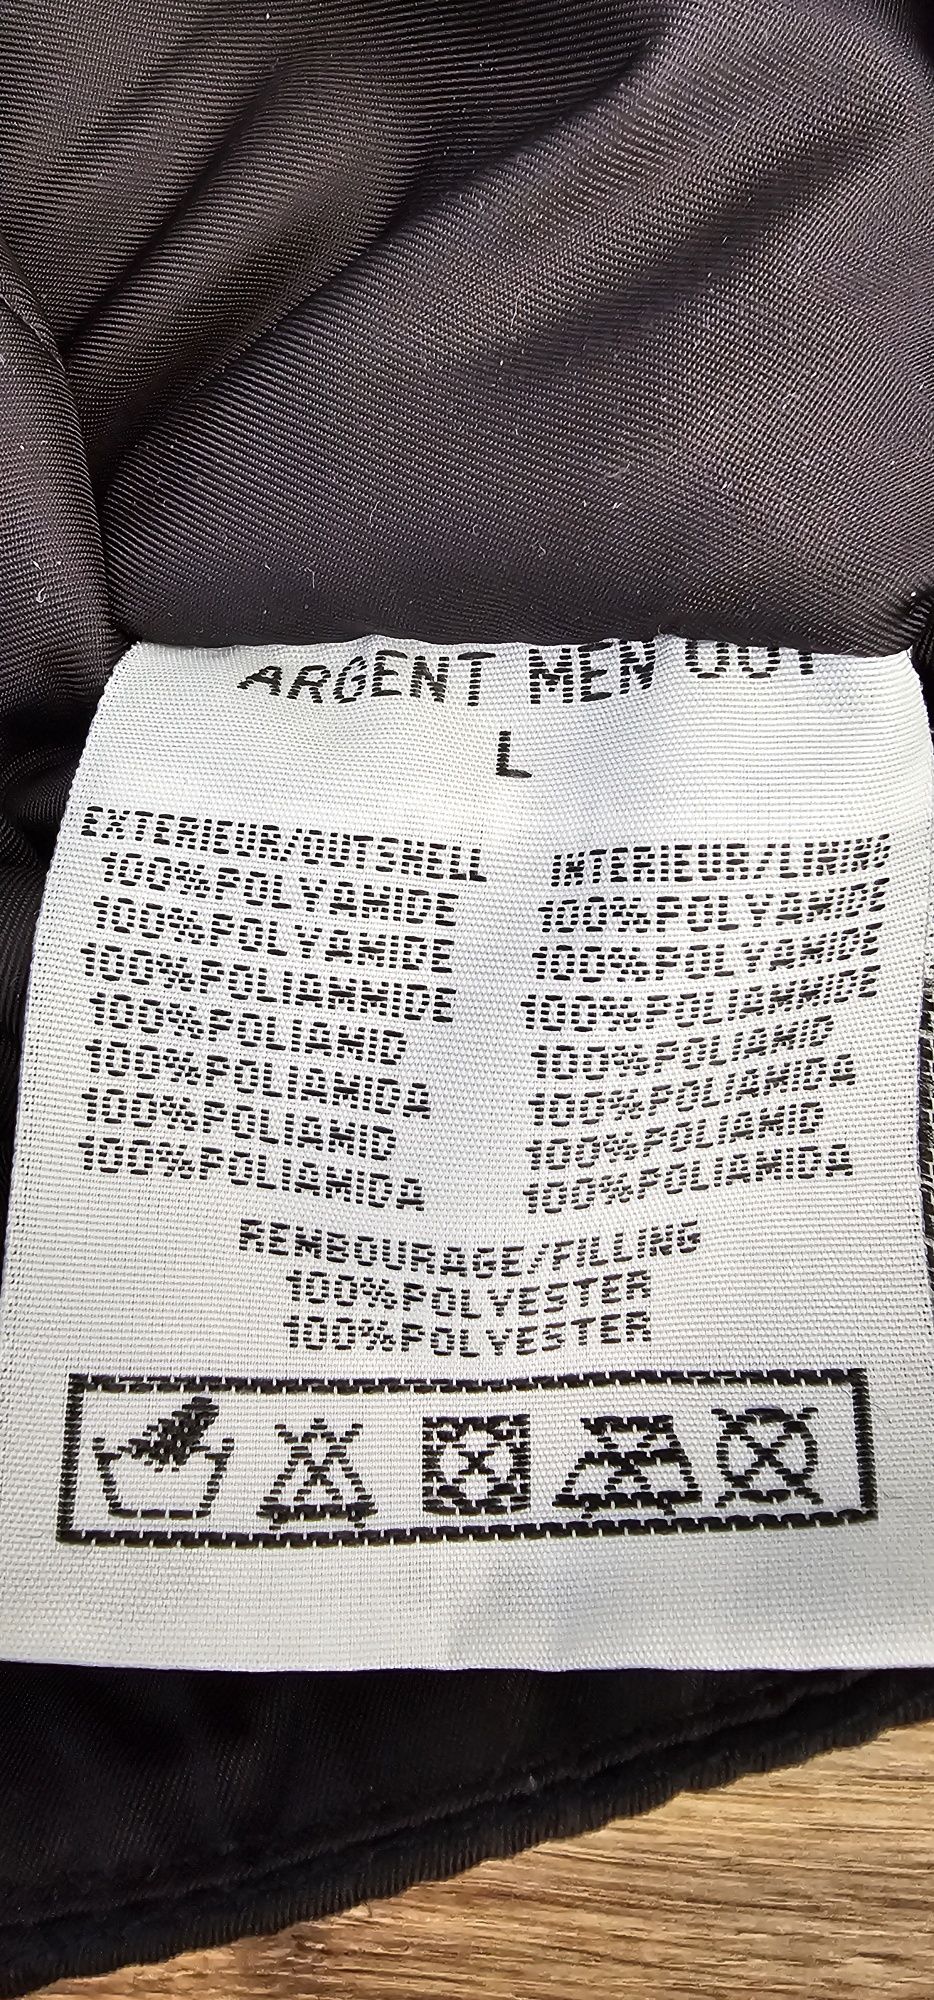 ARGENT MEN
L
EXTERIEUR/OUTSHELL
100%POLYAMIDE
100%POLYAMIDE
100%POLIAMMIDE
100%POLIAMID
100%POLIAMIDA
100%POLIAMID
100%POLIAMIDA
INTERIEUR/LINING
100%POLYAMIDE
100%POLYAMIDE
100%POLIAMMIDE
100%POLIAMID
100%POLIAMIDA
100%POLIAMID
100%POLIAMIDA
REMBOURAGE/FILLING
100%POLYESTER
100%POLYESTER